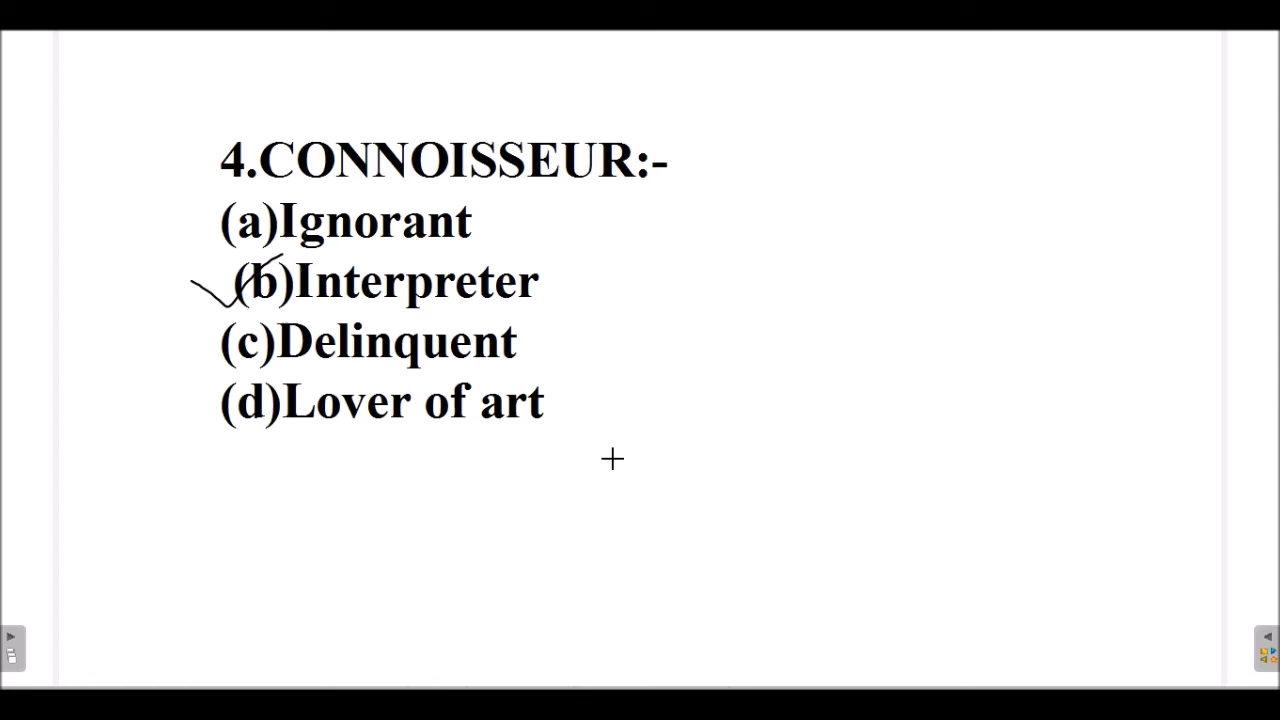 4.CONNOISSEUR:-
(a)Ignorant
(b)Interpreter
(c)Delinquent
(d)Lover of art